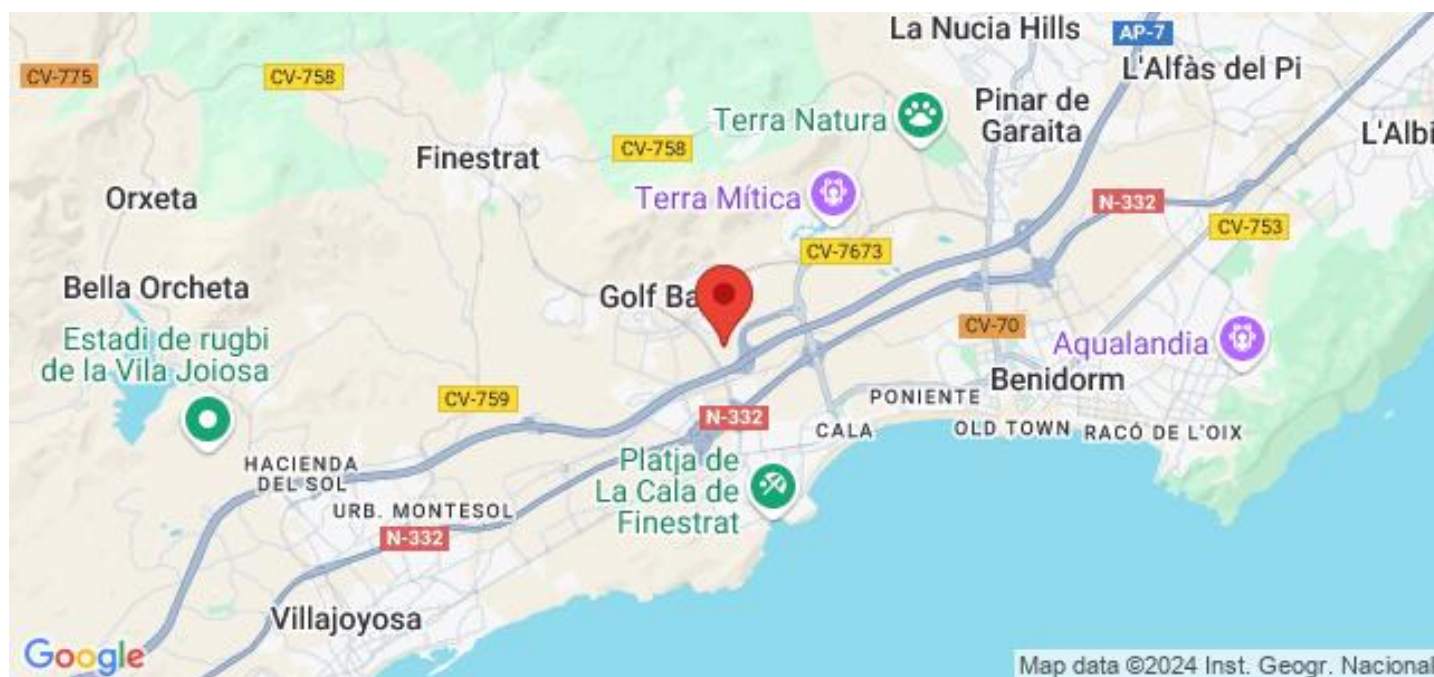 La Nucia Hills
AP-7
L'Alfàs del Pi
CV-775
CV-758
Terra Natura
Pinar de
Garaita
L'Albi
Finestrat
CV-758
Orxeta
Terra Mítica
N-332
CV-753
CV-7673
Bella Orcheta
Golf Ba
Estadi de rugbi
de la Vila Joiosa
CV-70
Aqualandia
Benidorm
CV-759
PONIENTE
N-332
CALA
OLD TOWN
RACÓ DE L'OIX
HACIENDA
DEL SOL
Platja de
La Cala de
Finestrat
URB. MONTESOL
N-332
Villajoyosa
Google
Map data ©2024 Inst. Geogr. Nacional